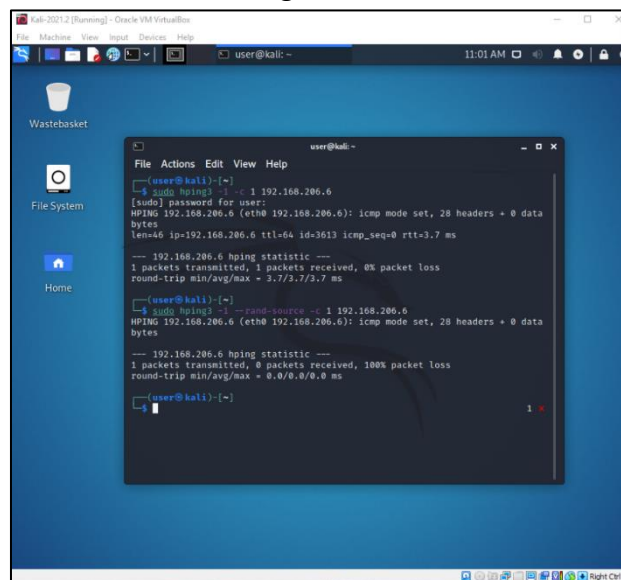 Kali-2021.2 [Running] - Oracle VM VirtualBox
File Machine View Input Devices Help
user@kali: ~
11:01 AM
Wastebasket
File System
Home
user@kali: ~
File Actions Edit View Help
(user㉿kali)-[~]
$ sudo hping3 -1 -c 1 192.168.206.6
[sudo] password for user:
HPING 192.168.206.6 (eth0 192.168.206.6): icmp mode set, 28 headers + 0 data
bytes
len=46 ip=192.168.206.6 ttl=64 id=3613 icmp_seq=0 rtt=3.7 ms
--- 192.168.206.6 hping statistic ---
1 packets transmitted, 1 packets received, 0% packet loss
round-trip min/avg/max = 3.7/3.7/3.7 ms
(user㉿kali)-[~]
$ sudo hping3 -1 --rand-source -c 1 192.168.206.6
HPING 192.168.206.6 (eth0 192.168.206.6): icmp mode set, 28 headers + 0 data
bytes
--- 192.168.206.6 hping statistic ---
1 packets transmitted, 0 packets received, 100% packet loss
round-trip min/avg/max = 0.0/0.0/0.0 ms
(user㉿kali)-[~]
$
1 ⨯
Right Ctrl